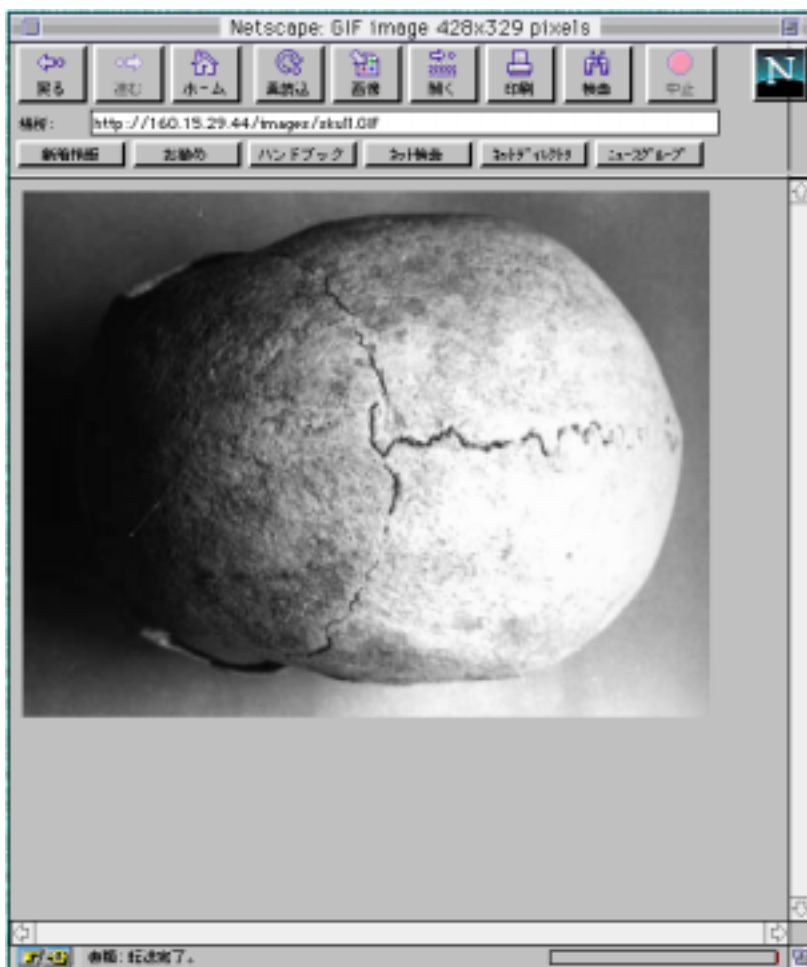 Netscape: GIF image 428x329 pixels
戻る 進む ホーム 再読込 画像 開く 印刷 検索 中止
N
場所: http://160.15.29.44/images/skull.GIF
新着情報 お勧め ハンドブック ネット検索 ネットディレクトリ ニュースグループ
書類: 転送完了。